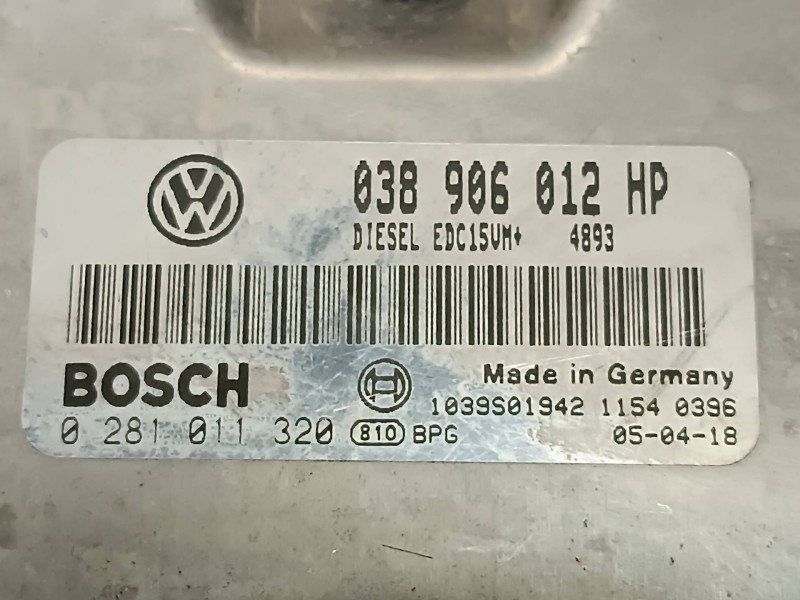 038 906 012 HP
DIESEL EDC15VM+ 4893
BOSCH
Made in Germany
1039S01942 1154 0396
0 281 011 320 810 BPG 05-04-18